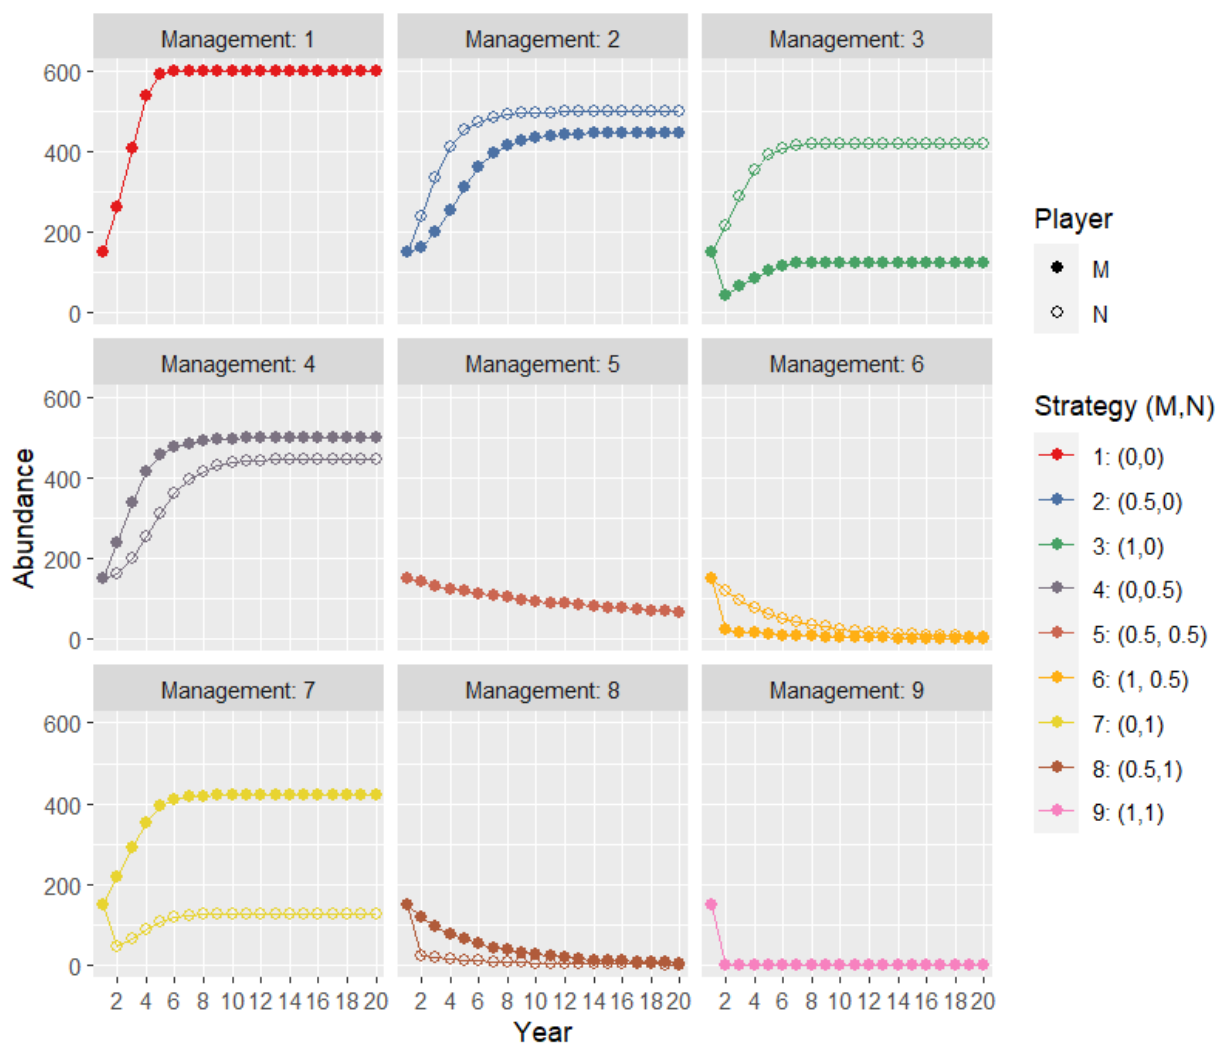 Management: 1
Management: 2
Management: 3
600
400
200
0
Management: 4
Management: 5
Management: 6
600
400
200
0
Management: 7
Management: 8
Management: 9
600
400
200
0
2 4 6 8 10 12 14 16 18 20
2 4 6 8 10 12 14 16 18 20
2 4 6 8 10 12 14 16 18 20
Abundance
Year
Player
M
N
Strategy (M,N)
1: (0,0)
2: (0.5,0)
3: (1,0)
4: (0,0.5)
5: (0.5, 0.5)
6: (1, 0.5)
7: (0,1)
8: (0.5,1)
9: (1,1)